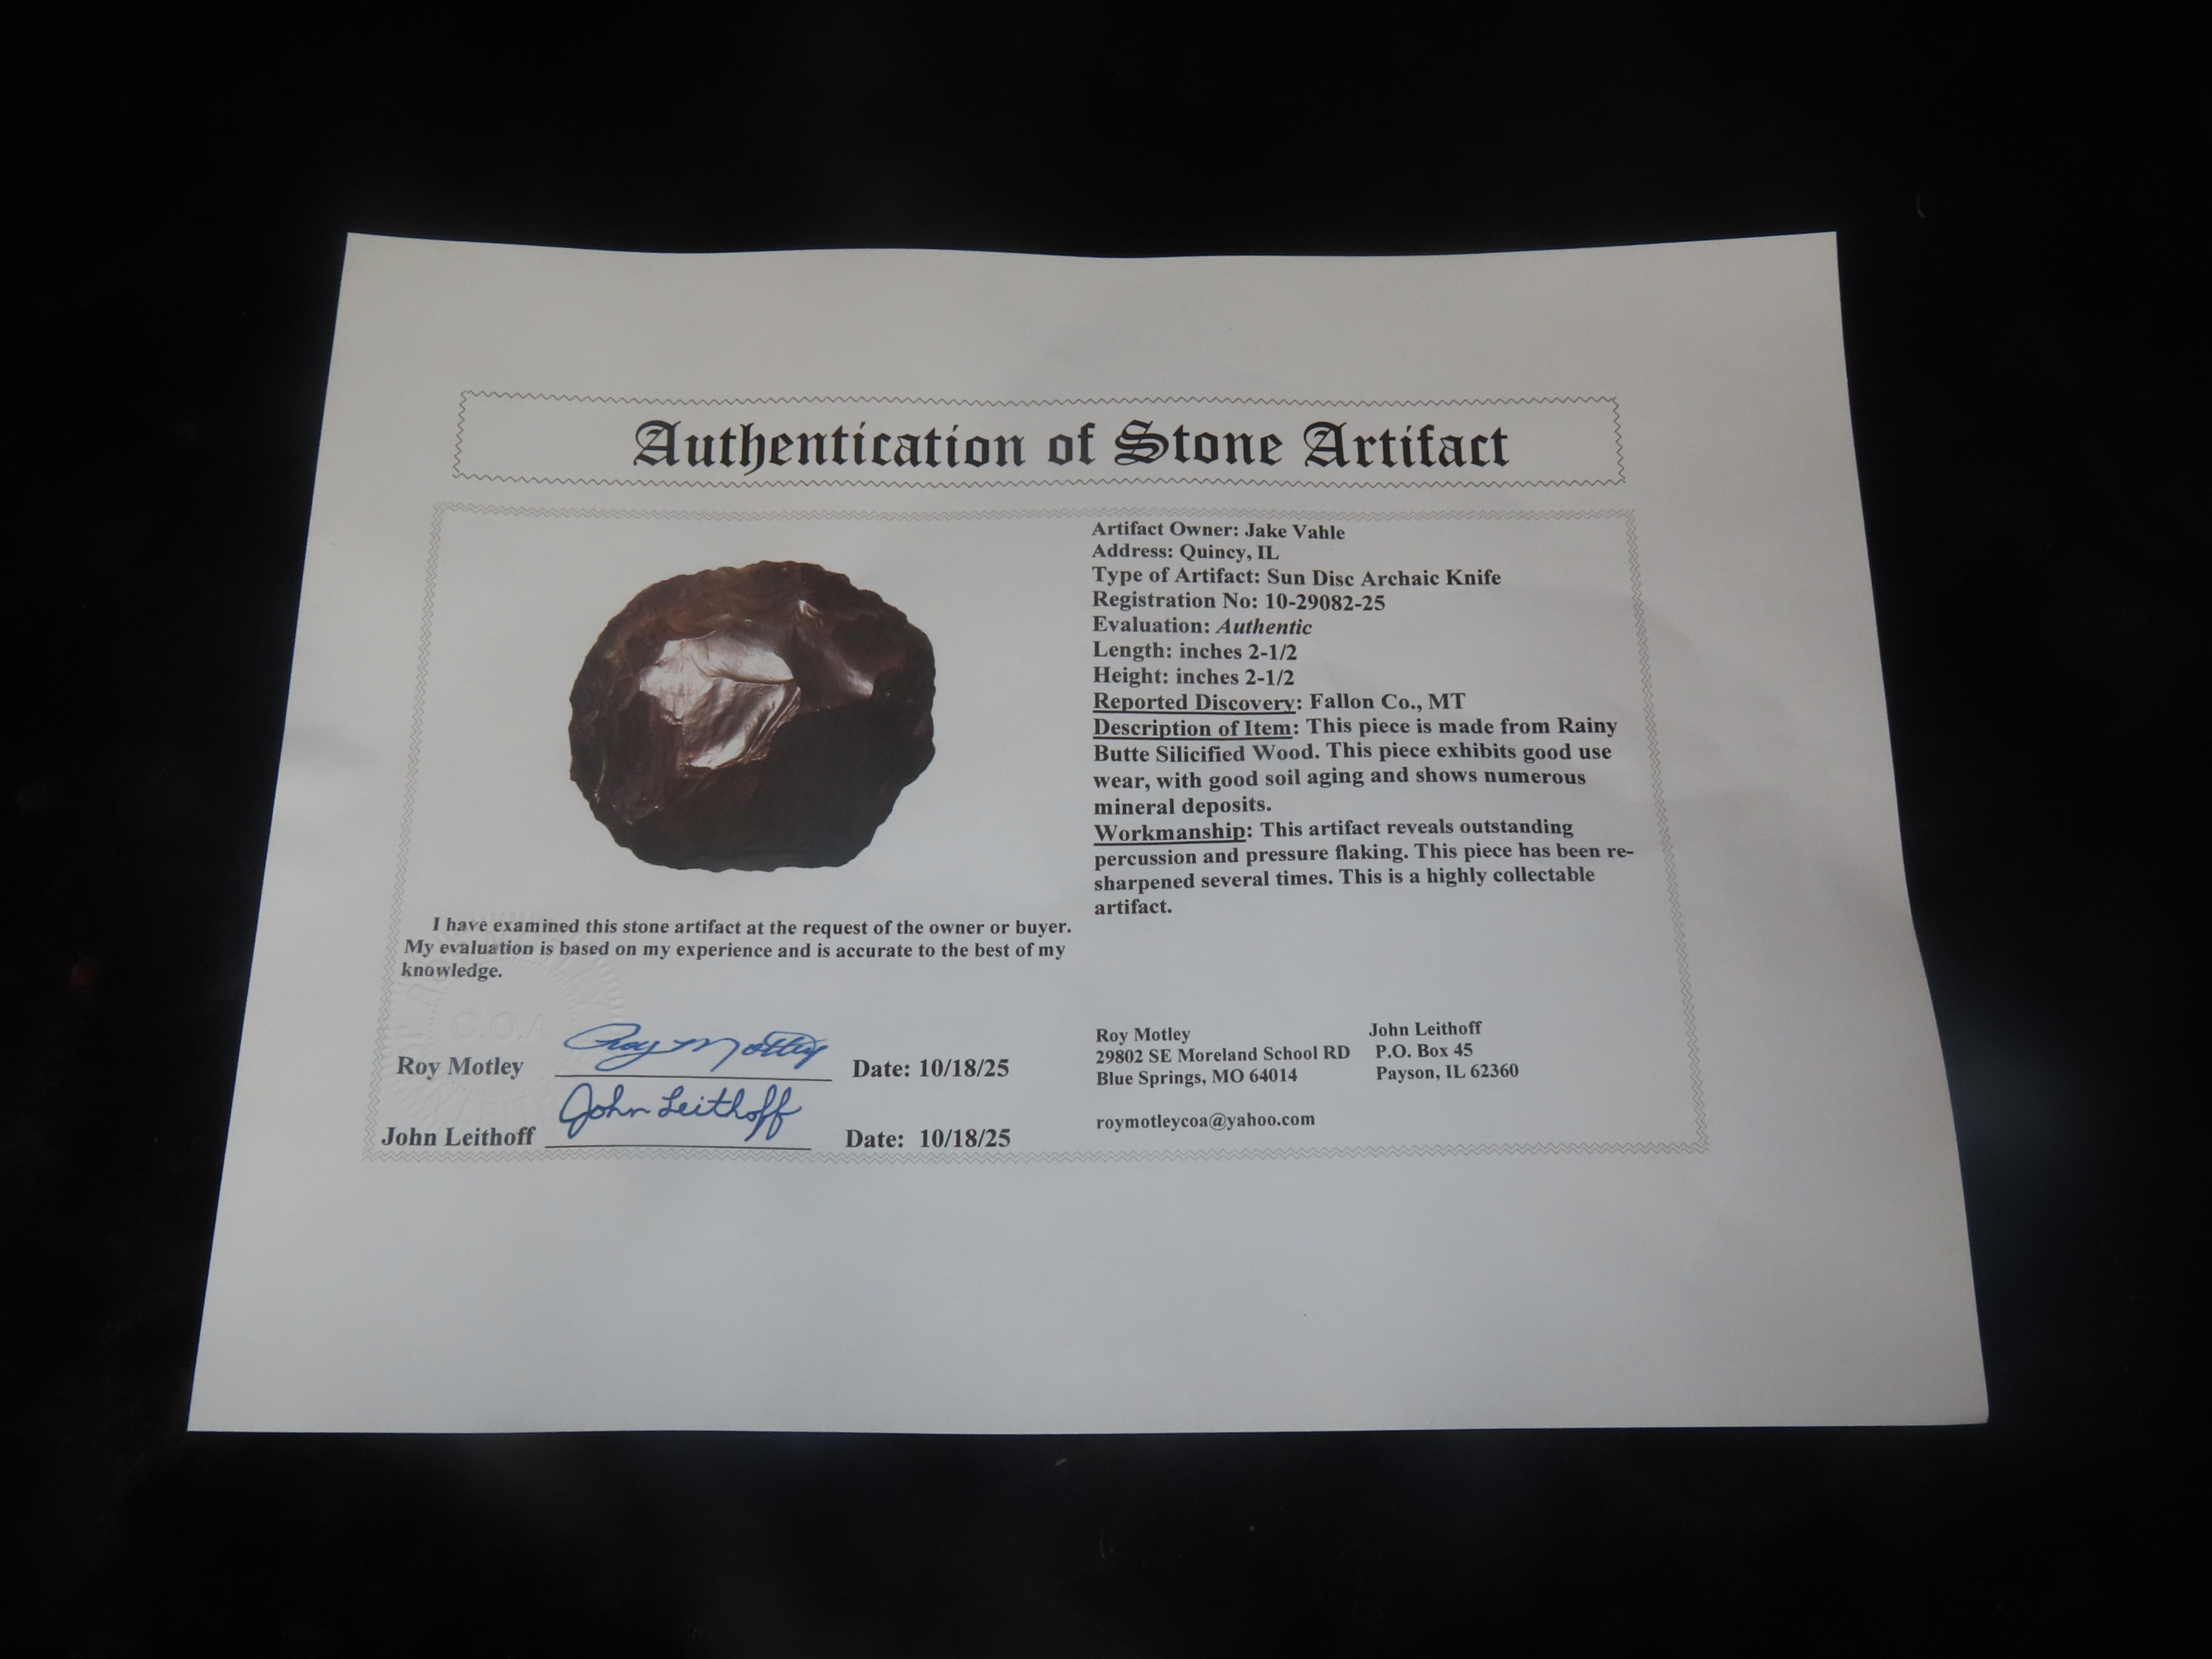 Authentication of Stone Artifact
Artifact Owner: Jake Vahle
Address: Quincy, IL
Type of Artifact: Sun Disc Archaic Knife
Registration No: 10-29082-25
Evaluation: Authentic
Length: inches 2-1/2
Height: inches 2-1/2
Reported Discovery: Fallon Co., MT
Description of Item: This piece is made from Rainy
Butte Silicified Wood. This piece exhibits good use
wear, with good soil aging and shows numerous
mineral deposits.
Workmanship: This artifact reveals outstanding
percussion and pressure flaking. This piece has been re-
sharpened several times. This is a highly collectable
artifact.
I have examined this stone artifact at the request of the owner or buyer.
My evaluation is based on my experience and is accurate to the best of my
knowledge.
C.O.A
Roy Motley Roy Motley Date: 10/18/25
John Leithoff John Leithoff Date: 10/18/25
Roy Motley
29802 SE Moreland School RD
Blue Springs, MO 64014
roymotleycoa@yahoo.com
John Leithoff
P.O. Box 45
Payson, IL 62360